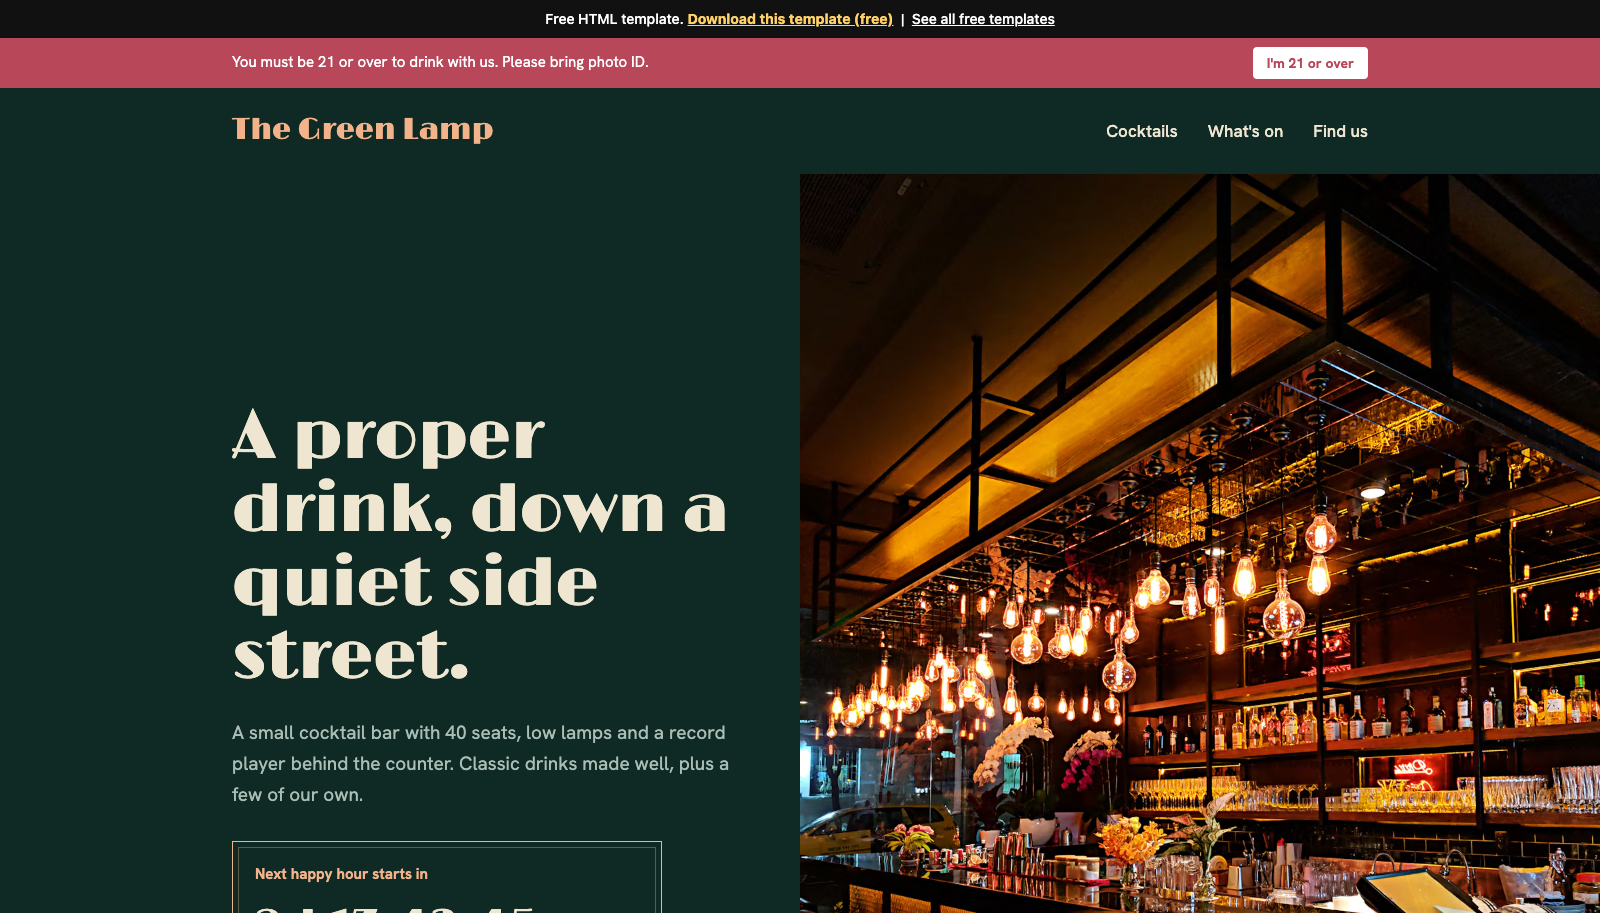 Free HTML template. Download this template (free) | See all free templates
You must be 21 or over to drink with us. Please bring photo ID.
I'm 21 or over
The Green Lamp
Cocktails What's on Find us
A proper
drink, down a
quiet side
street.
A small cocktail bar with 40 seats, low lamps and a record
player behind the counter. Classic drinks made well, plus a
few of our own.
Next happy hour starts in